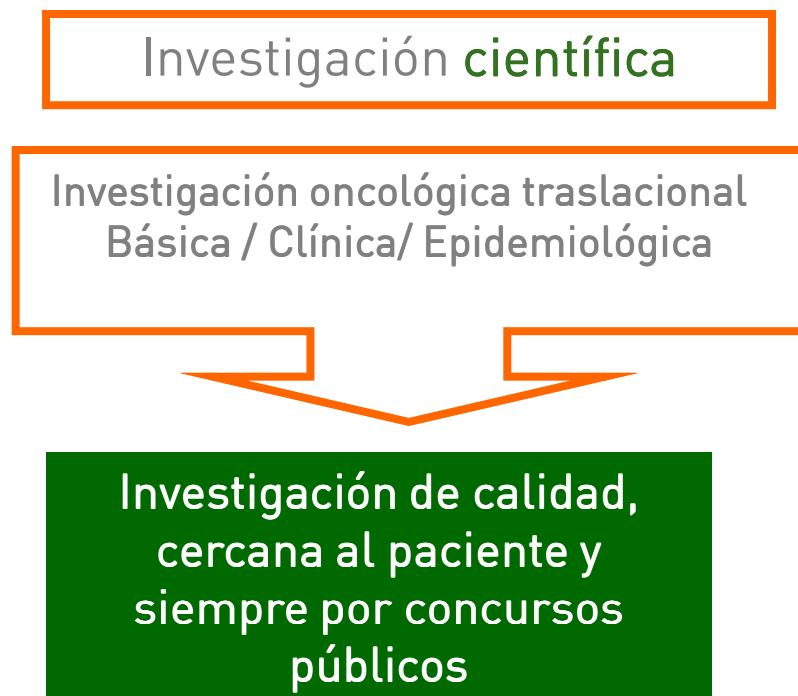 Investigación científica
Investigación oncológica traslacional
Básica / Clínica/ Epidemiológica
Investigación de calidad,
cercana al paciente y
siempre por concursos
públicos